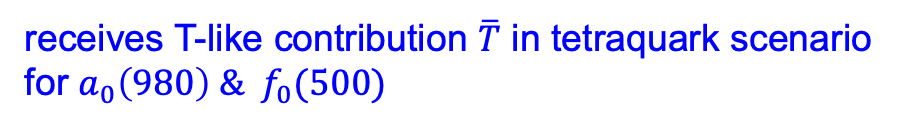 receives T-like contribution T̄ in tetraquark scenario
for a₀(980) & f₀(500)